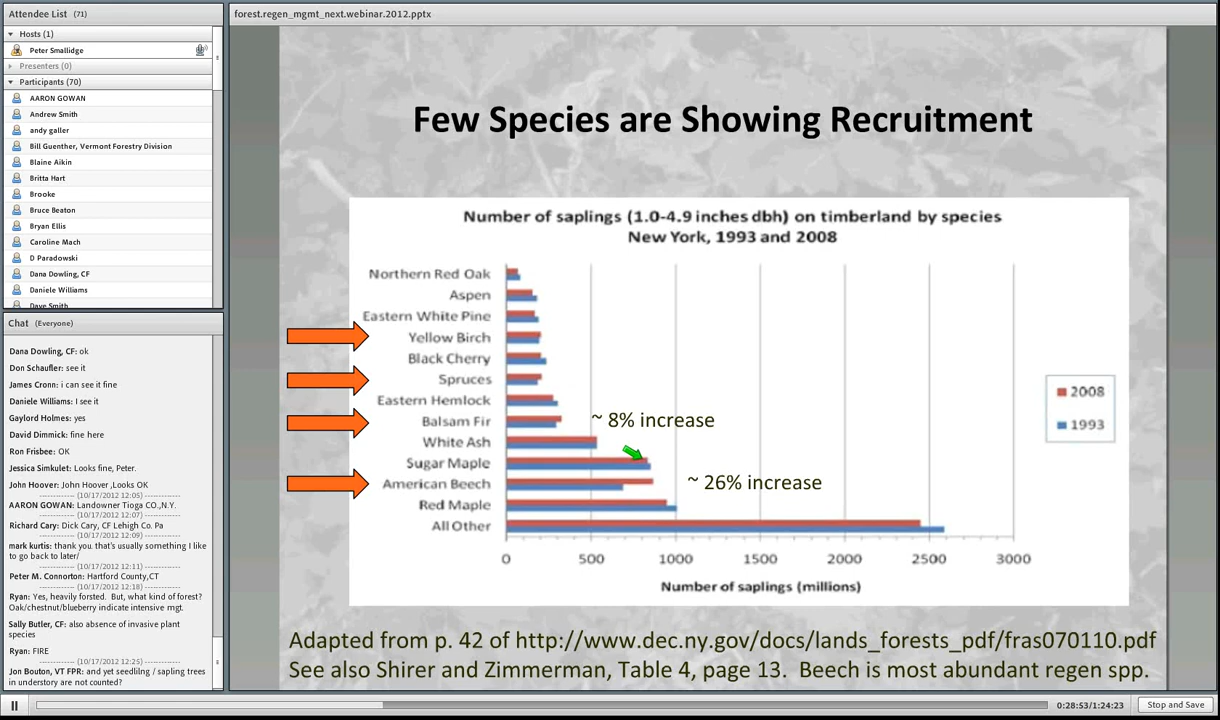 Attendee List (71)
Hosts (1)
Peter Smallidge
Presenters (0)
Participants (70)
AARON GOWAN
Andrew Smith
andy galler
Bill Guenther, Vermont Forestry Division
Blaine Aikin
Britta Hart
Brooke
Bruce Beaton
Bryan Ellis
Caroline Mach
D Paradowski
Dana Dowling, CF
Daniele Williams
Dave Smith
Chat (Everyone)
Dana Dowling, CF: ok
Don Schaufler: see it
James Cronn: i can see it fine
Daniele Williams: I see it
Gaylord Holmes: yes
David Dimmick: fine here
Ron Frisbee: OK
Jessica Simkulet: Looks fine, Peter.
John Hoover: John Hoover ,Looks OK
------------ (10/17/2012 12:05) ------------
AARON GOWAN: Landowner Tioga CO.,N.Y.
------------ (10/17/2012 12:07) ------------
Richard Cary: Dick Cary, CF Lehigh Co. Pa
------------ (10/17/2012 12:09) ------------
mark kurtis: thank you. that's usually something I like
to go back to later/
------------ (10/17/2012 12:11) ------------
Peter M. Connorton: Hartford County,CT
------------ (10/17/2012 12:18) ------------
Ryan: Yes, heavily forsted. But, what kind of forest?
Oak/chestnut/blueberry indicate intensive mgt.
Sally Butler, CF: also absence of invasive plant
species
Ryan: FIRE
------------ (10/17/2012 12:25) ------------
Jon Bouton, VT FPR: and yet seedlilng / sapling trees
in understory are not counted?
forest.regen_mgmt_next.webinar.2012.pptx
Few Species are Showing Recruitment
Number of saplings (1.0-4.9 inches dbh) on timberland by species
New York, 1993 and 2008
Northern Red Oak
Aspen
Eastern White Pine
Yellow Birch
Black Cherry
Spruces
Eastern Hemlock
Balsam Fir
~ 8% increase
White Ash
Sugar Maple
American Beech
~ 26% increase
Red Maple
All Other
2008
1993
0 500 1000 1500 2000 2500 3000
Number of saplings (millions)
Adapted from p. 42 of http://www.dec.ny.gov/docs/lands_forests_pdf/fras070110.pdf
See also Shirer and Zimmerman, Table 4, page 13. Beech is most abundant regen spp.
0:28:53/1:24:23
Stop and Save